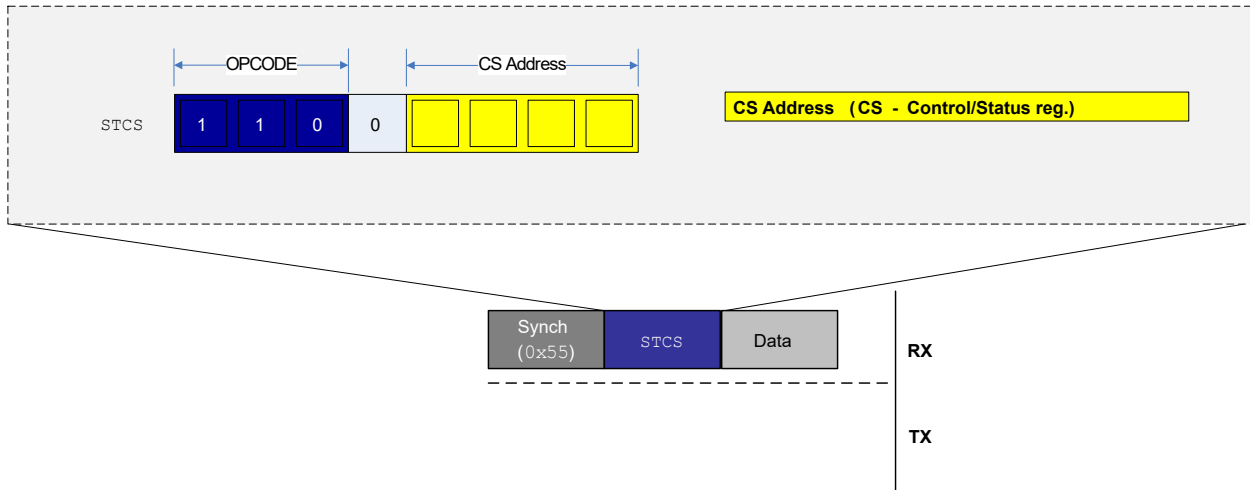 OPCODE
CS Address
STCS
1 1 0 0
CS Address (CS - Control/Status reg.)
Synch
(0x55)
STCS
Data
RX
TX